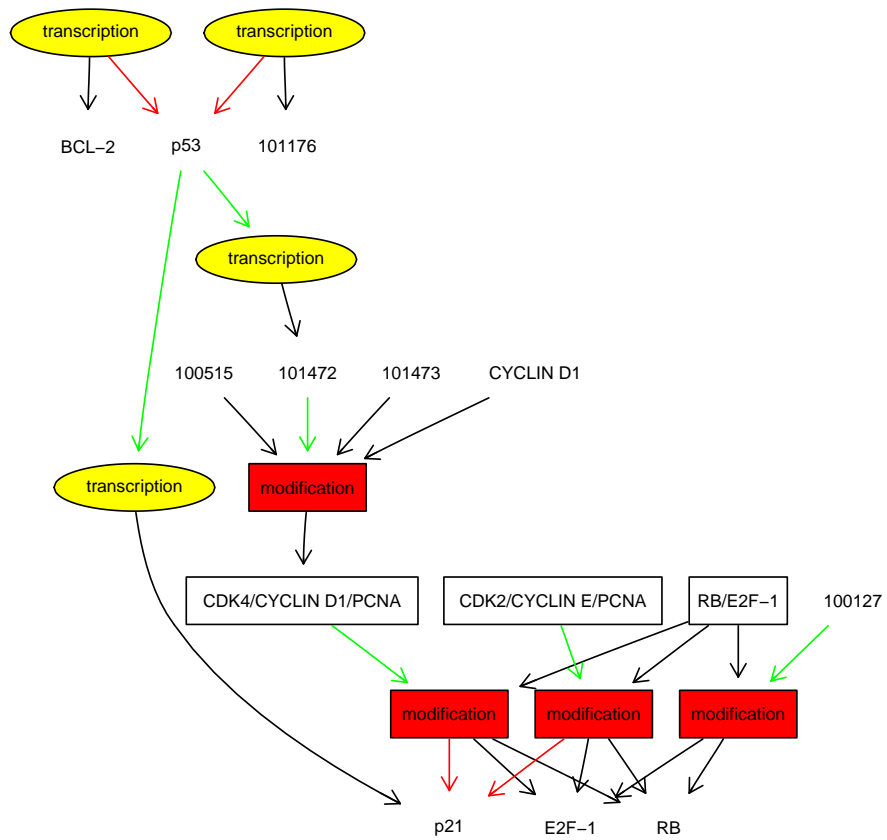 transcription
transcription
BCL−2
p53
101176
transcription
100515
101472
101473
CYCLIN D1
transcription
modification
CDK4/CYCLIN D1/PCNA
CDK2/CYCLIN E/PCNA
RB/E2F−1
100127
modification
modification
modification
p21
E2F−1
RB